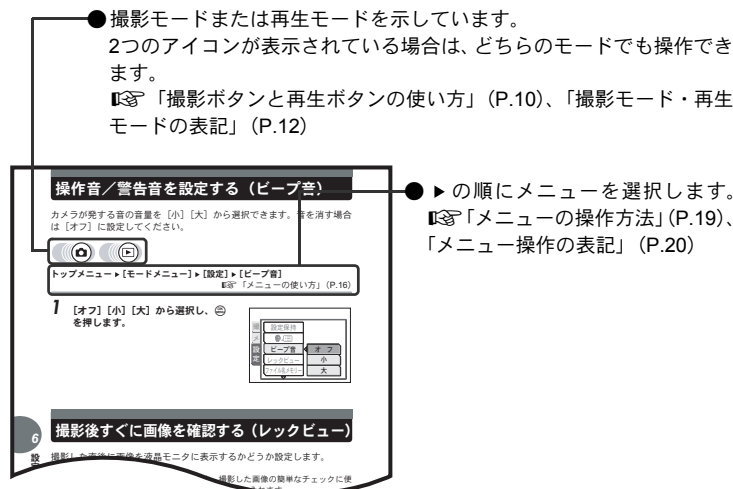 撮影モードまたは再生モードを示しています。
2つのアイコンが表示されている場合は、どちらのモードでも操作でき
ます。
「撮影ボタンと再生ボタンの使い方」(P.10)、「撮影モード・再生
モードの表記」(P.12)
操作音/警告音を設定する(ビープ音)
カメラが発する音の音量を[小][大]から選択できます。音を消す場合
は[オフ]に設定してください。
トップメニュー ▶ [モードメニュー] ▶ [設定] ▶ [ビープ音]
「メニューの使い方」(P.16)
1 [オフ][小][大]から選択し、
を押します。
設定保持
ビープ音 オフ
レックビュー 小
ファイル名メモリー 大
設定
▶ の順にメニューを選択します。
「メニューの操作方法」(P.19)、
「メニュー操作の表記」(P.20)
6
設
撮影後すぐに画像を確認する(レックビュー)
撮影した直後に画像を液晶モニタに表示するかどうか設定します。
撮影した画像の簡単なチェックに便